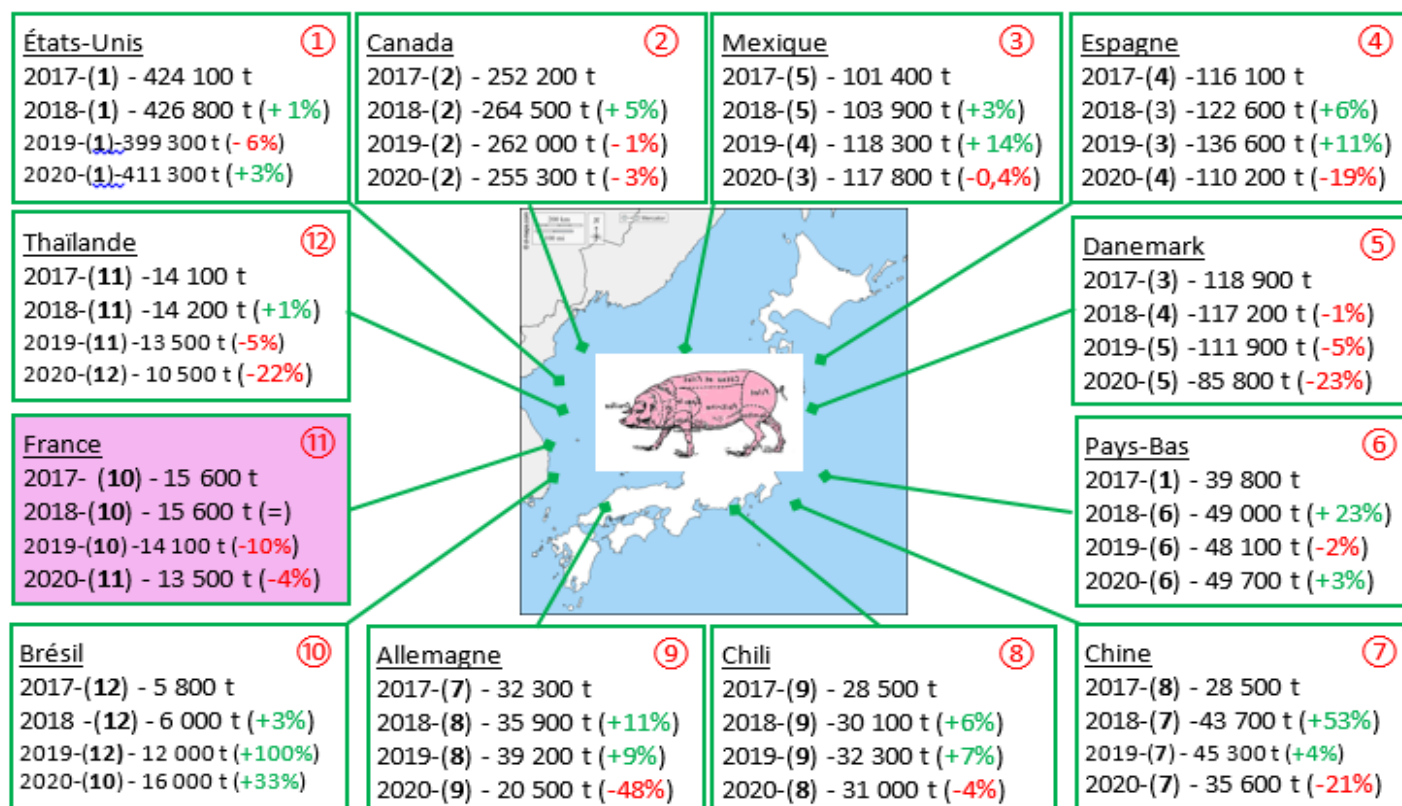 États-Unis ①
2017-(1) - 424 100 t
2018-(1) - 426 800 t (+ 1%)
2019-(1)-399 300 t (- 6%)
2020-(1)-411 300 t (+3%)
Canada ②
2017-(2) - 252 200 t
2018-(2) -264 500 t (+ 5%)
2019-(2) - 262 000 t (- 1%)
2020-(2) - 255 300 t (- 3%)
Mexique ③
2017-(5) - 101 400 t
2018-(5) - 103 900 t (+3%)
2019-(4) - 118 300 t (+ 14%)
2020-(3) - 117 800 t (-0,4%)
Espagne ④
2017-(4) -116 100 t
2018-(3) -122 600 t (+6%)
2019-(3) -136 600 t (+11%)
2020-(4) -110 200 t (-19%)
Thaïlande ⑫
2017-(11) -14 100 t
2018-(11) -14 200 t (+1%)
2019-(11) -13 500 t (-5%)
2020-(12) - 10 500 t (-22%)
Danemark ⑤
2017-(3) - 118 900 t
2018-(4) -117 200 t (-1%)
2019-(5) -111 900 t (-5%)
2020-(5) -85 800 t (-23%)
France ⑪
2017- (10) - 15 600 t
2018-(10) - 15 600 t (=)
2019-(10) -14 100 t (-10%)
2020-(11) - 13 500 t (-4%)
Pays-Bas ⑥
2017-(1) - 39 800 t
2018-(6) - 49 000 t (+ 23%)
2019-(6) - 48 100 t (-2%)
2020-(6) - 49 700 t (+3%)
Brésil ⑩
2017-(12) - 5 800 t
2018 -(12) - 6 000 t (+3%)
2019-(12) - 12 000 t (+100%)
2020-(10) - 16 000 t (+33%)
Allemagne ⑨
2017-(7) - 32 300 t
2018-(8) - 35 900 t (+11%)
2019-(8) - 39 200 t (+9%)
2020-(9) - 20 500 t (-48%)
Chili ⑧
2017-(9) - 28 500 t
2018-(9) -30 100 t (+6%)
2019-(9) -32 300 t (+7%)
2020-(8) - 31 000 t (-4%)
Chine ⑦
2017-(8) - 28 500 t
2018-(7) -43 700 t (+53%)
2019-(7) - 45 300 t (+4%)
2020-(7) - 35 600 t (-21%)